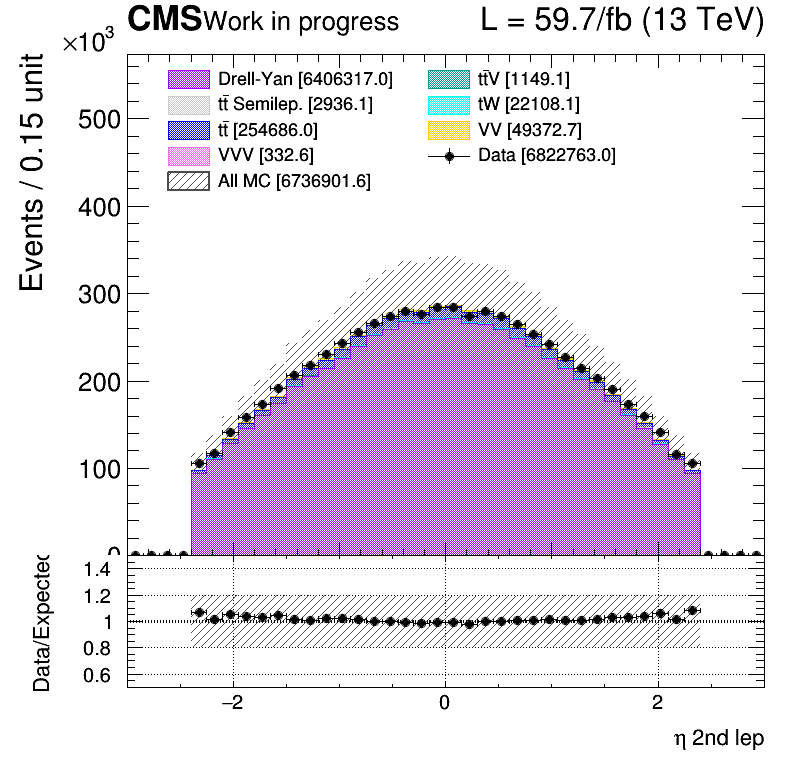 CMS Work in progress L = 59.7/fb (13 TeV)
×10³
Drell-Yan [6406317.0] tt̄V [1149.1]
tt̄ Semilep. [2936.1] tW [22108.1]
tt̄ [254686.0] VV [49372.7]
VVV [332.6] Data [6822763.0]
All MC [6736901.6]
Events / 0.15 unit
500
400
300
200
100
0
Data/Expected
1.4
1.2
1
0.8
0.6
−2 0 2
η 2nd lep